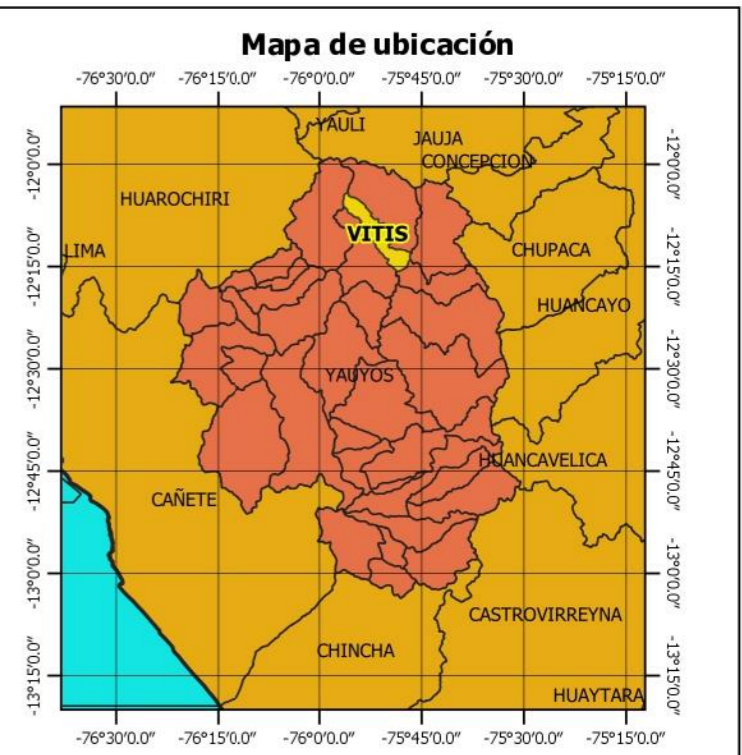 Mapa de ubicación
-76°30'0.0" -76°15'0.0" -76°0'0.0" -75°45'0.0" -75°30'0.0" -75°15'0.0"
YAULI
JAUJA
-12°0'0.0" CONCEPCION -12°0'0.0"
HUAROCHIRI
VITIS
LIMA CHUPACA
-12°15'0.0" -12°15'0.0"
HUANCAYO
-12°30'0.0" YAUYOS -12°30'0.0"
HUANCAVELICA
-12°45'0.0" -12°45'0.0"
CAÑETE
-13°0'0.0" -13°0'0.0"
CASTROVIRREYNA
CHINCHA
-13°15'0.0" -13°15'0.0"
HUAYTARA
-76°30'0.0" -76°15'0.0" -76°0'0.0" -75°45'0.0" -75°30'0.0" -75°15'0.0"